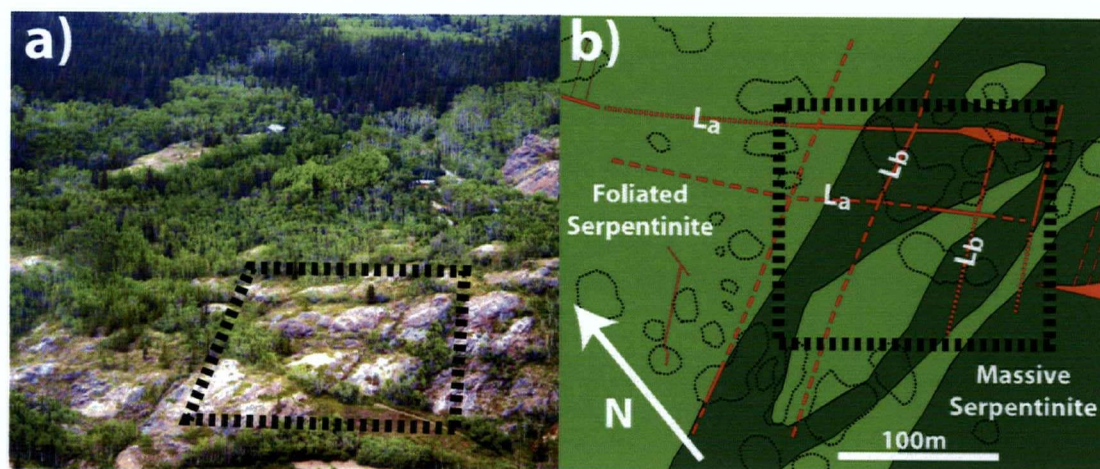 a)
b)
La
Lb
La
Lb
Foliated
Serpentinite
N
Massive
Serpentinite
100m